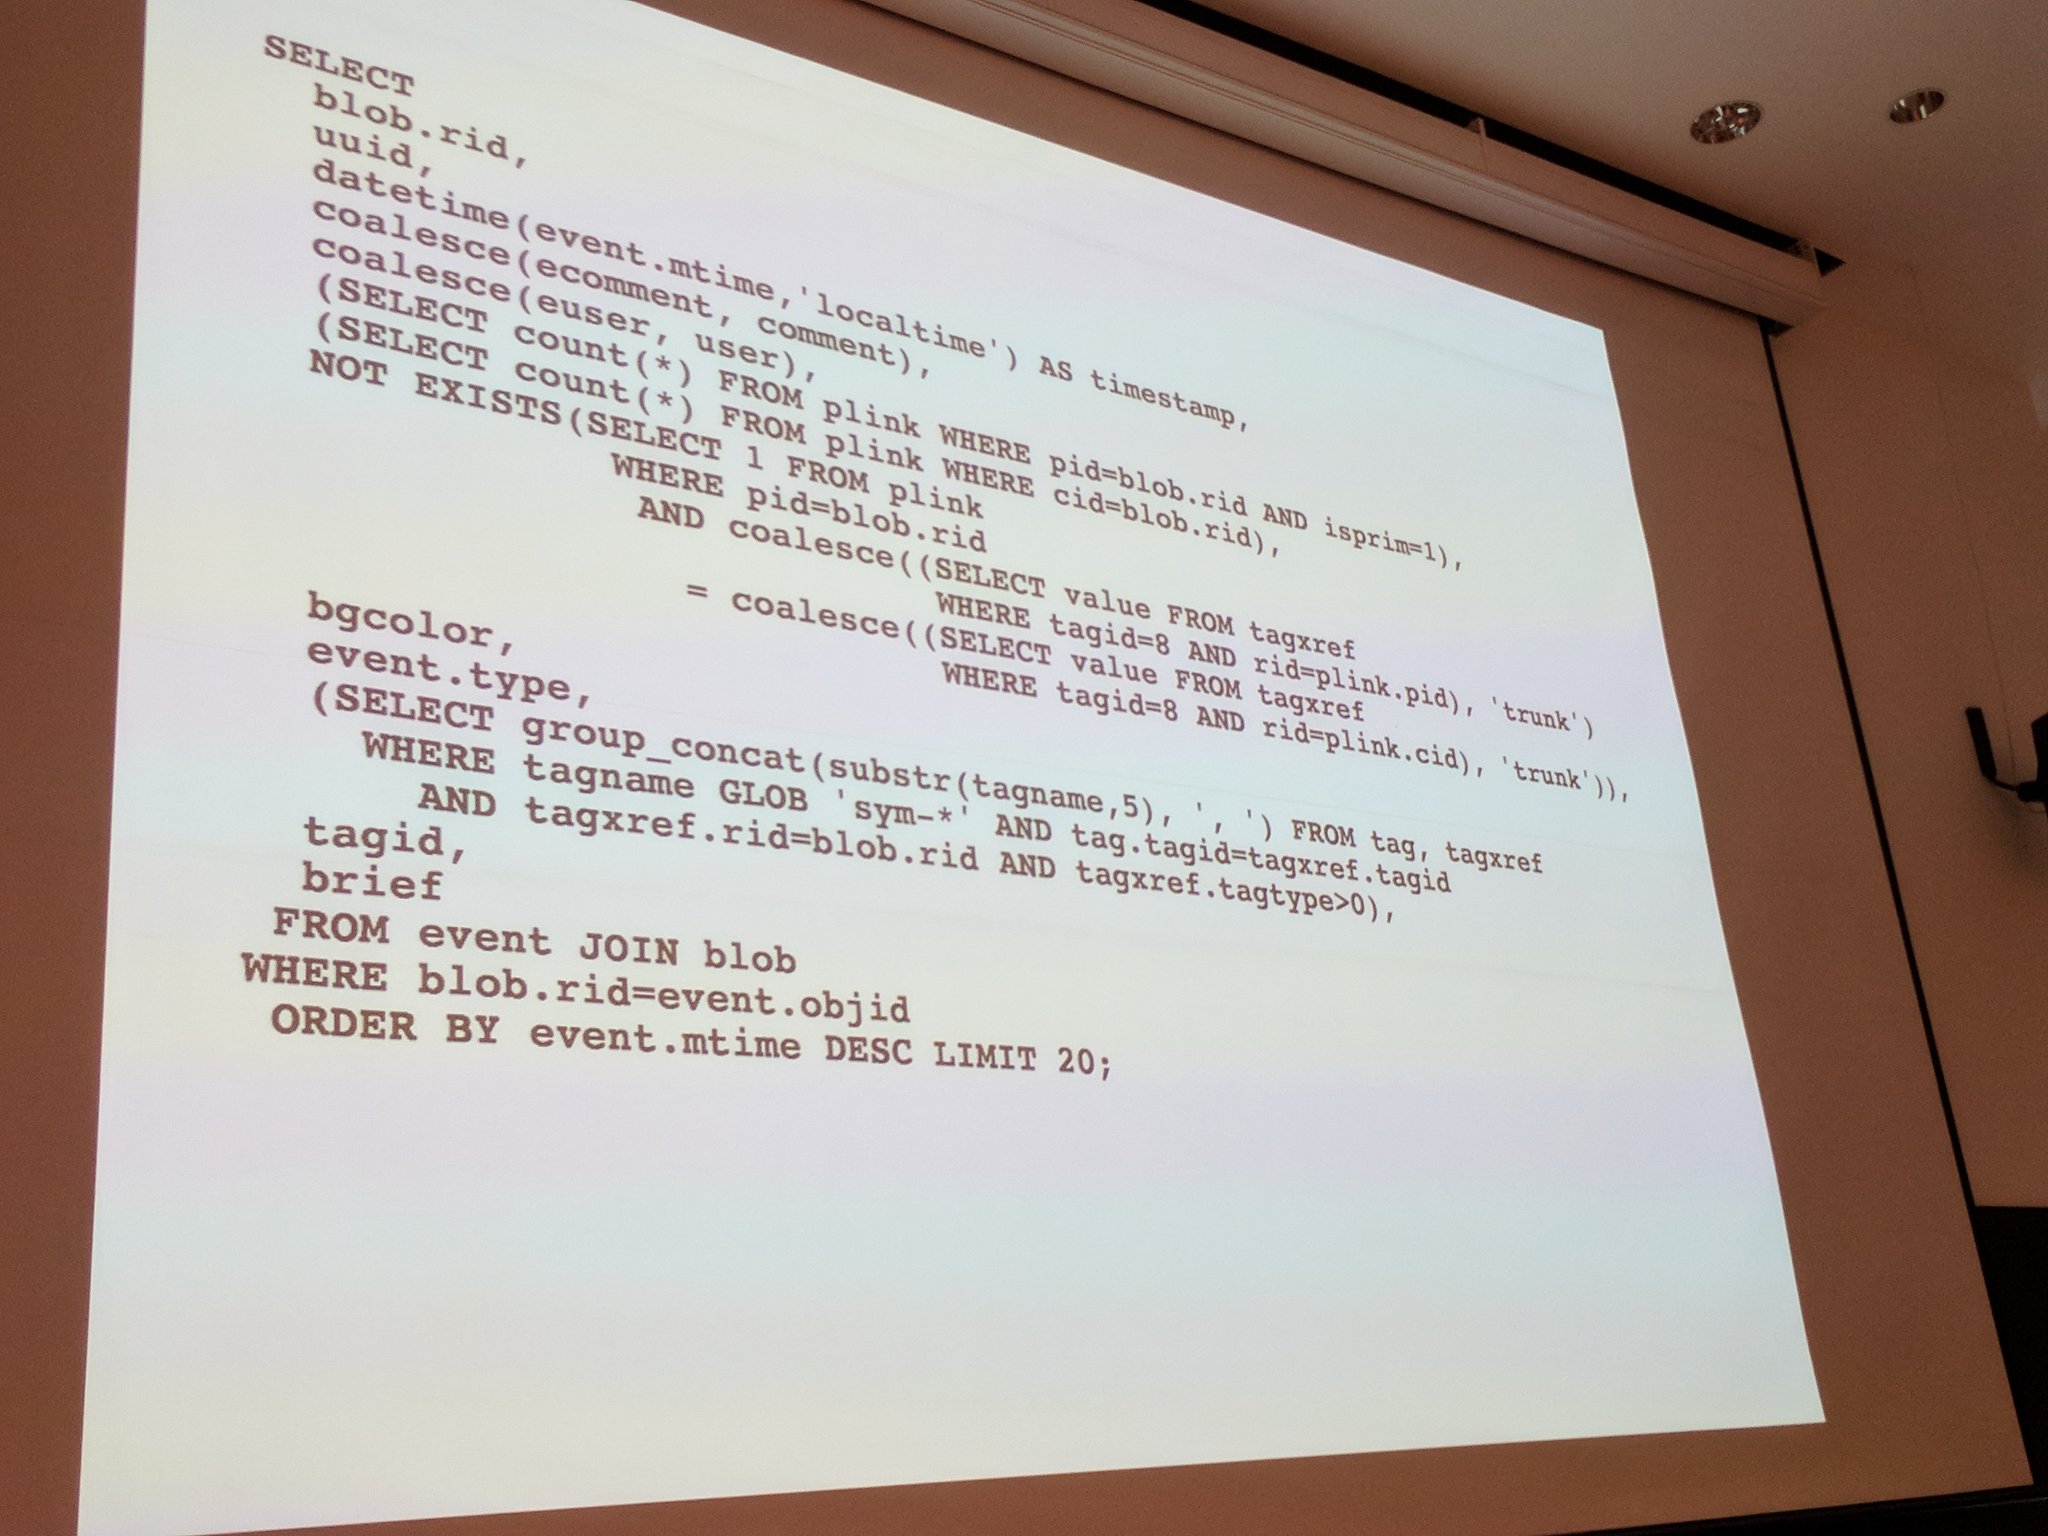 SELECT
blob.rid,
uuid,
datetime(event.mtime,'localtime') AS timestamp,
coalesce(ecomment, comment),
coalesce(euser, user),
(SELECT count(*) FROM plink WHERE pid=blob.rid AND isprim=1),
(SELECT count(*) FROM plink WHERE cid=blob.rid),
NOT EXISTS(SELECT 1 FROM plink
WHERE pid=blob.rid
AND coalesce((SELECT value FROM tagxref
WHERE tagid=8 AND rid=plink.pid), 'trunk')
= coalesce((SELECT value FROM tagxref
WHERE tagid=8 AND rid=plink.cid), 'trunk')),
bgcolor,
event.type,
(SELECT group_concat(substr(tagname,5), ', ') FROM tag, tagxref
WHERE tagname GLOB 'sym-*' AND tag.tagid=tagxref.tagid
AND tagxref.rid=blob.rid AND tagxref.tagtype>0),
tagid,
brief
FROM event JOIN blob
WHERE blob.rid=event.objid
ORDER BY event.mtime DESC LIMIT 20;